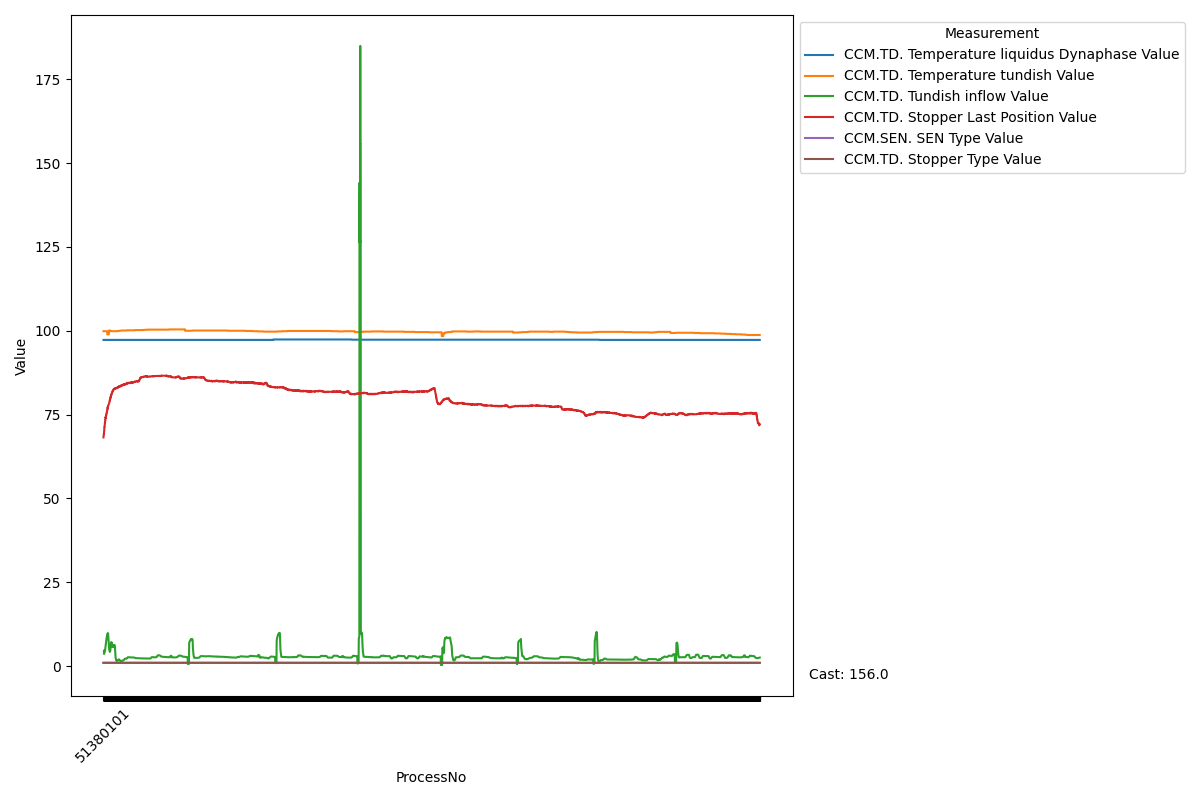 Measurement
CCM.TD. Temperature liquidus Dynaphase Value
CCM.TD. Temperature tundish Value
CCM.TD. Tundish inflow Value
CCM.TD. Stopper Last Position Value
CCM.SEN. SEN Type Value
CCM.TD. Stopper Type Value
175
150
125
100
75
50
25
0
Value
Cast: 156.0
51380101
ProcessNo